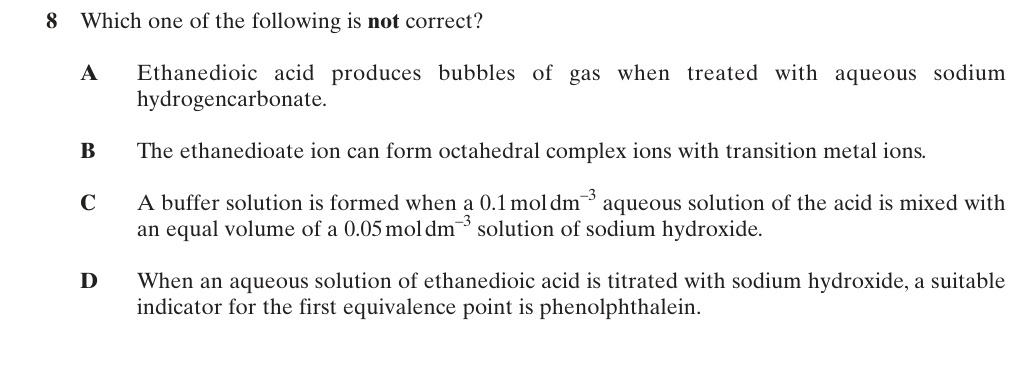 8 Which one of the following is not correct?
A Ethanedioic acid produces bubbles of gas when treated with aqueous sodium
hydrogencarbonate.
B The ethanedioate ion can form octahedral complex ions with transition metal ions.
C A buffer solution is formed when a 0.1 mol dm⁻³ aqueous solution of the acid is mixed with
an equal volume of a 0.05 mol dm⁻³ solution of sodium hydroxide.
D When an aqueous solution of ethanedioic acid is titrated with sodium hydroxide, a suitable
indicator for the first equivalence point is phenolphthalein.